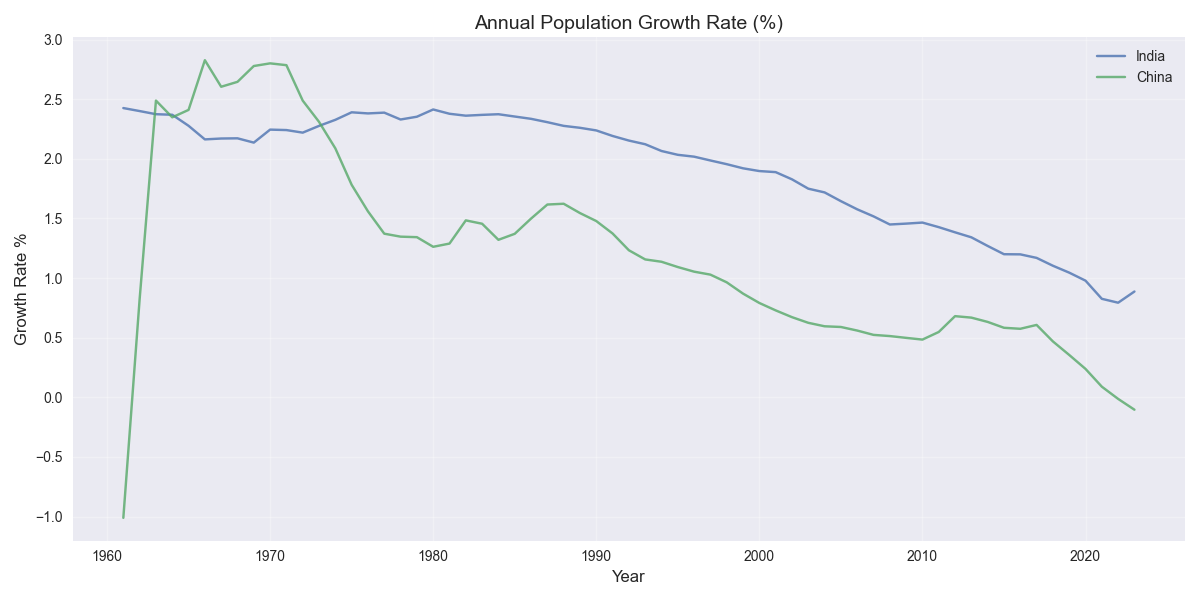 Annual Population Growth Rate (%)
India
China
Growth Rate %
3.0
2.5
2.0
1.5
1.0
0.5
0.0
−0.5
−1.0
1960 1970 1980 1990 2000 2010 2020
Year